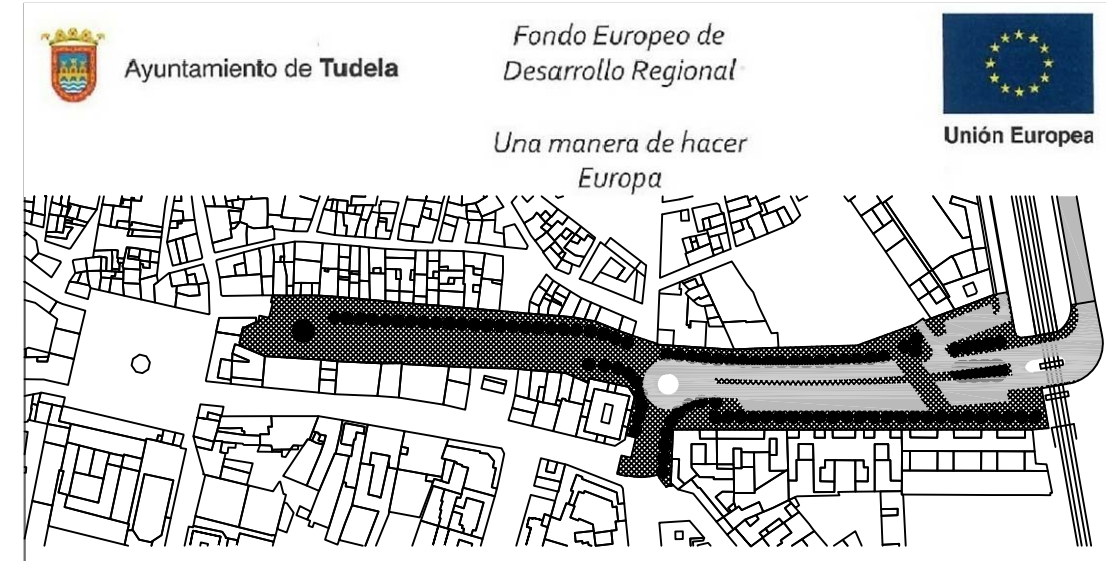 Ayuntamiento de Tudela
Fondo Europeo de
Desarrollo Regional
Una manera de hacer
Europa
Unión Europea